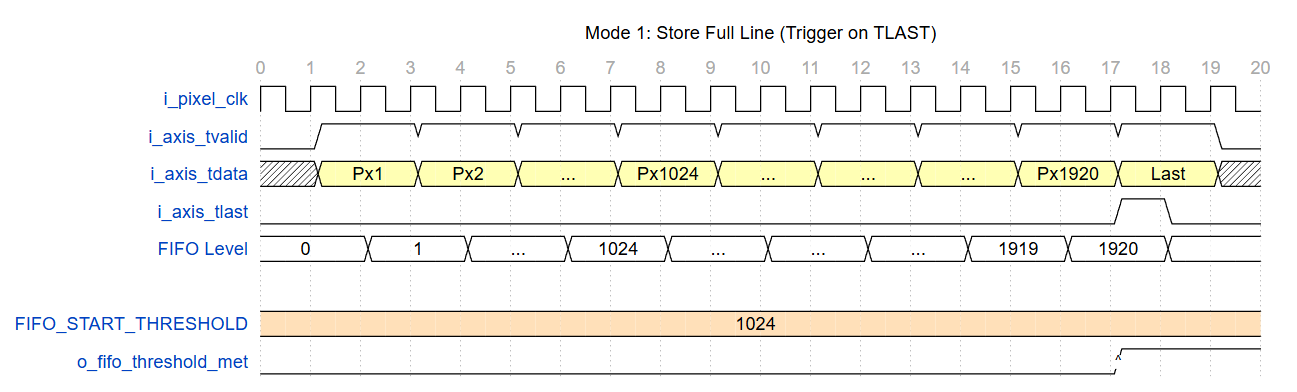 Mode 1: Store Full Line (Trigger on TLAST)
0 1 2 3 4 5 6 7 8 9 10 11 12 13 14 15 16 17 18 19 20
i_pixel_clk
i_axis_tvalid
i_axis_tdata Px1 Px2 ... Px1024 ... ... ... Px1920 Last
i_axis_tlast
FIFO Level 0 1 ... 1024 ... ... ... 1919 1920
FIFO_START_THRESHOLD 1024
o_fifo_threshold_met